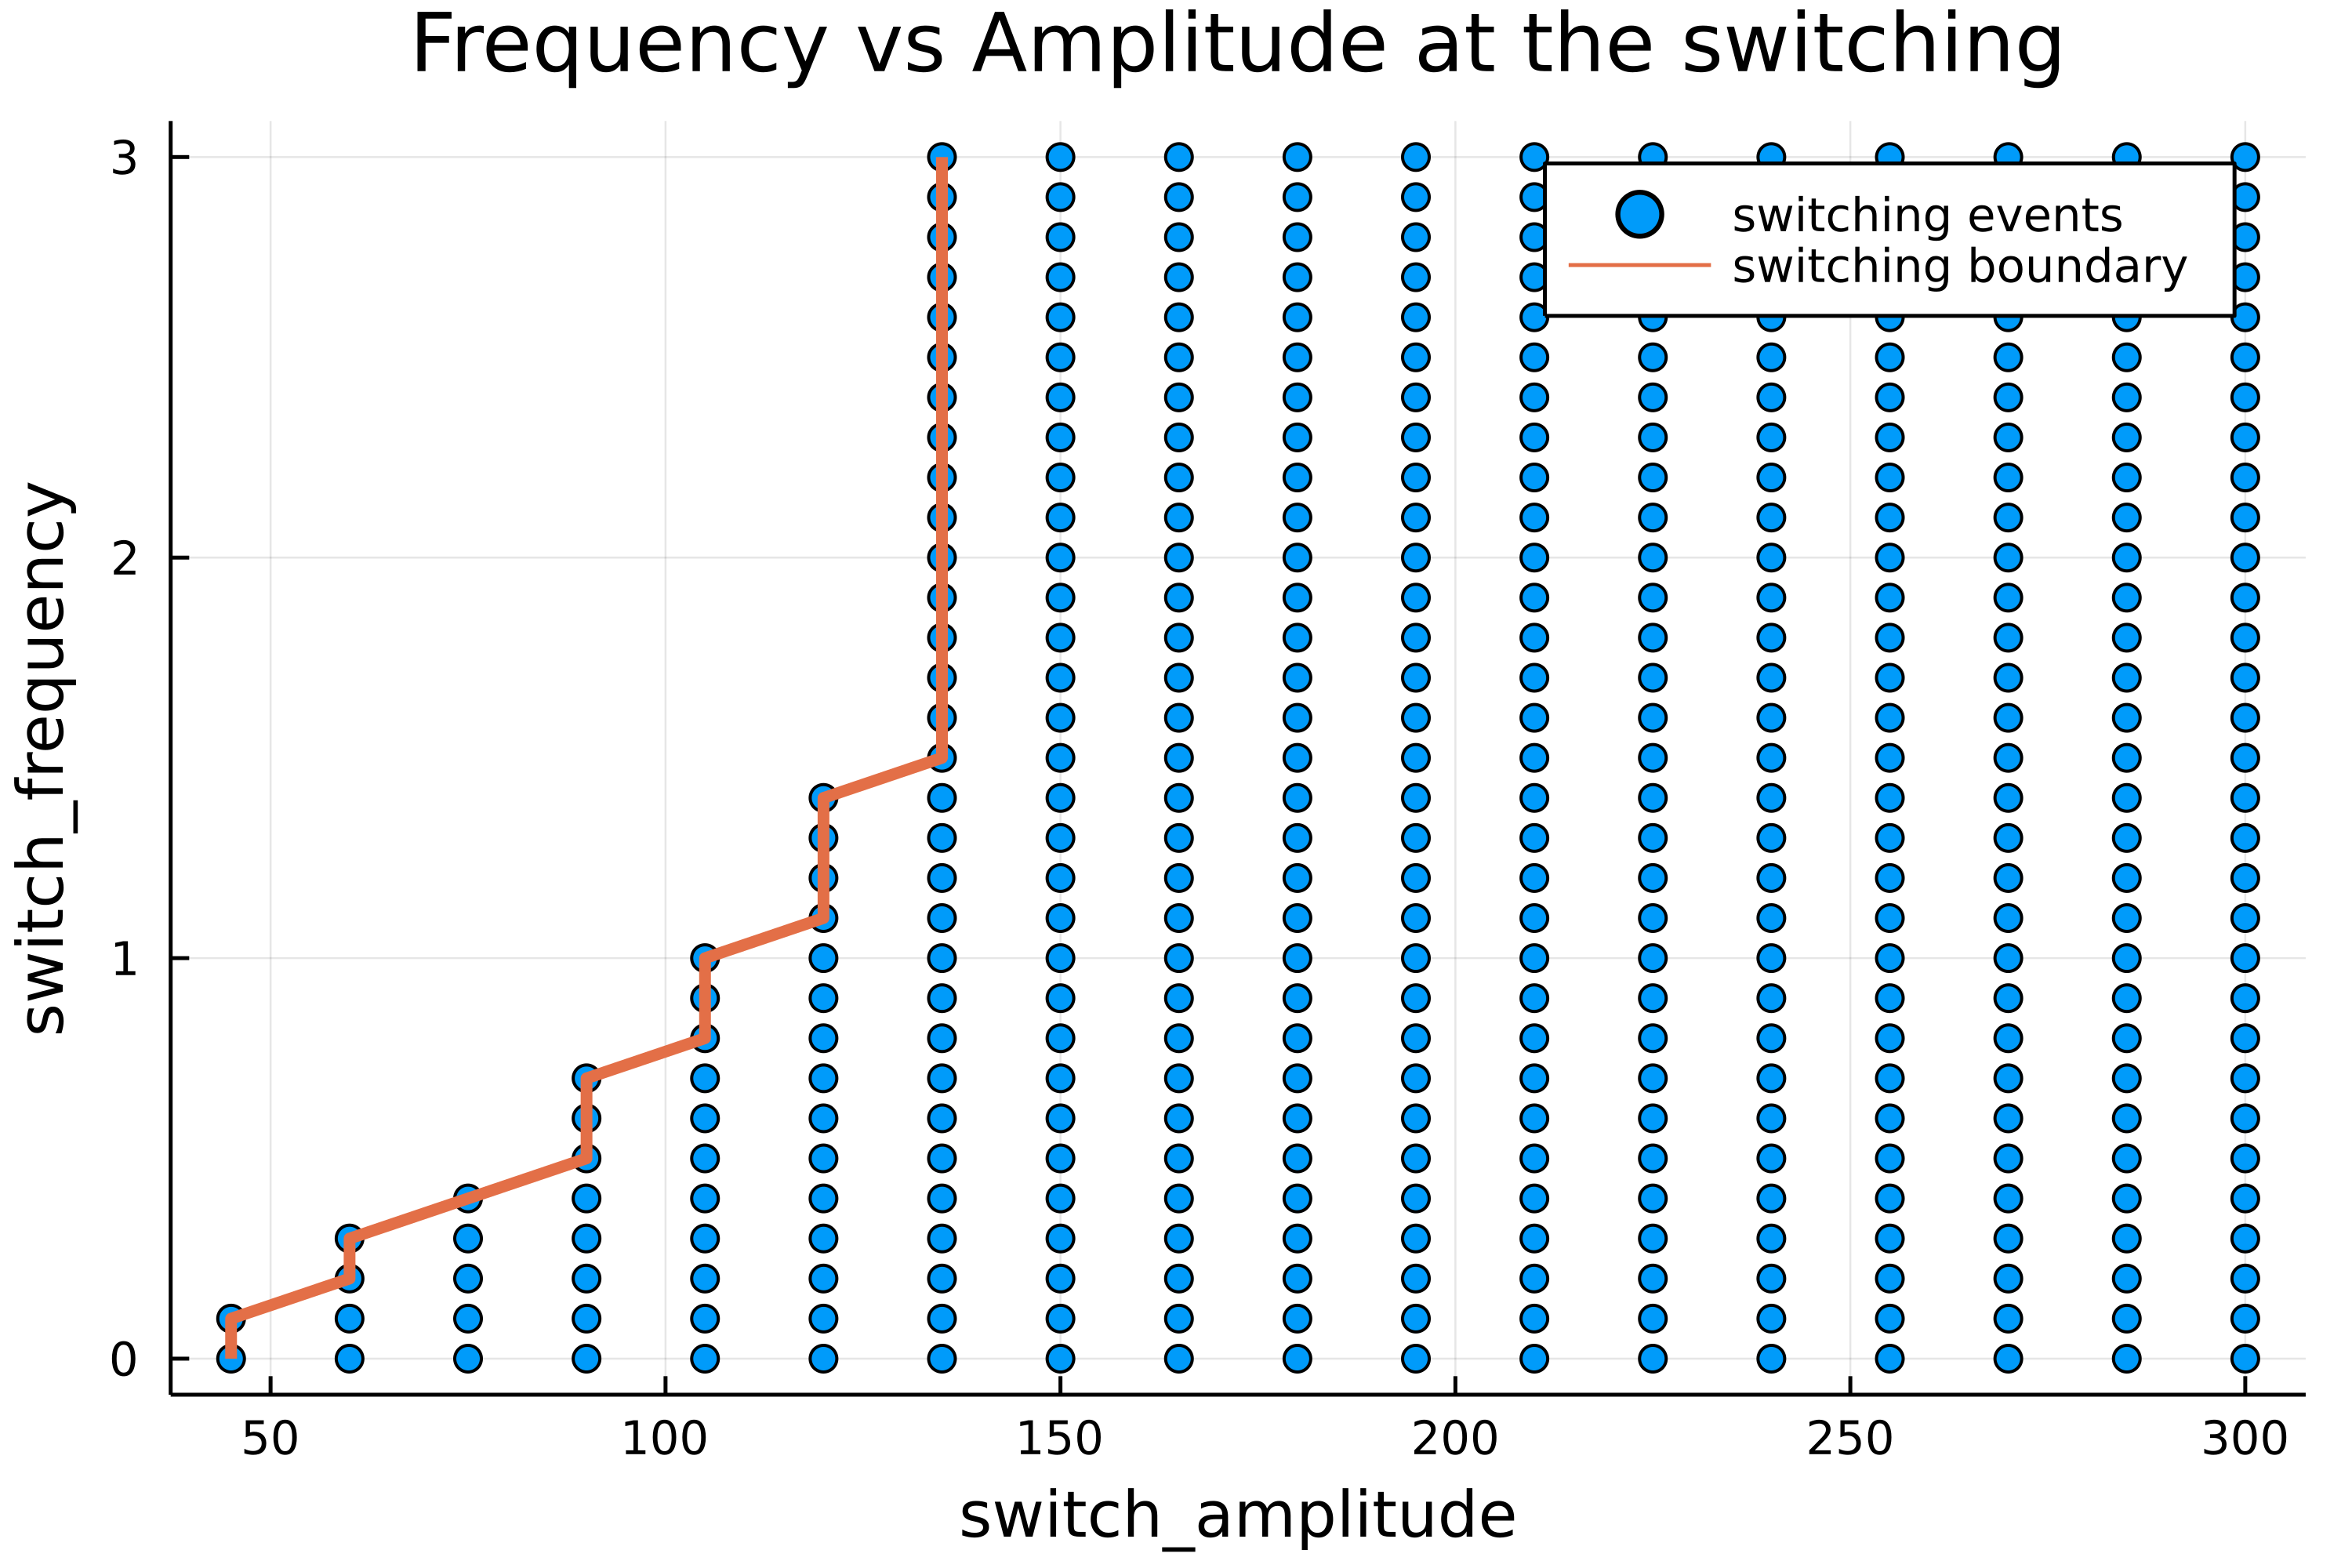 Frequency vs Amplitude at the switching
switching events
switching boundary
switch_frequency
3
2
1
0
50 100 150 200 250 300
switch_amplitude